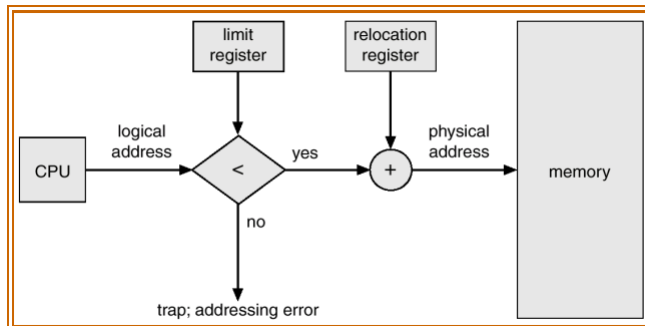 limit
register
relocation
register
logical
address
physical
address
CPU
<
yes
+
memory
no
trap; addressing error